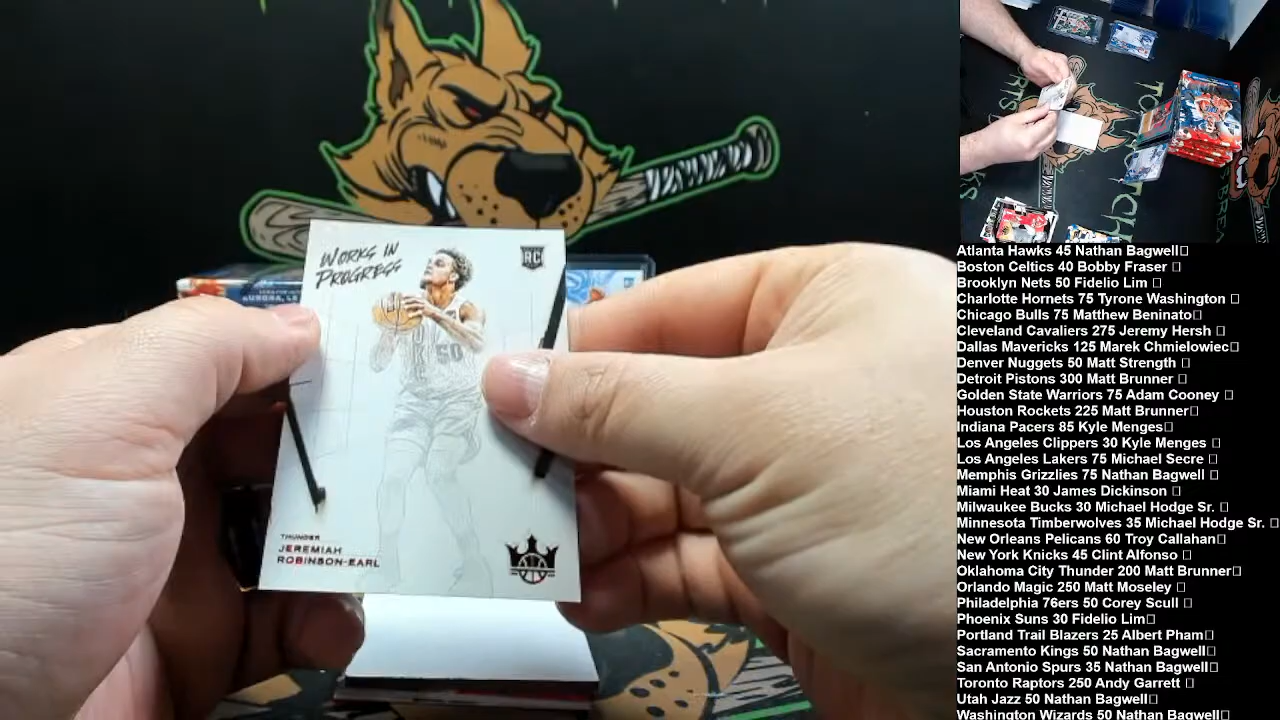 WORKS IN
PROGRESS
RC
50
THUNDER
JEREMIAH
ROBINSON-EARL
Atlanta Hawks 45 Nathan Bagwell
Boston Celtics 40 Bobby Fraser
Brooklyn Nets 50 Fidelio Lim
Charlotte Hornets 75 Tyrone Washington
Chicago Bulls 75 Matthew Beninato
Cleveland Cavaliers 275 Jeremy Hersh
Dallas Mavericks 125 Marek Chmielowiec
Denver Nuggets 50 Matt Strength
Detroit Pistons 300 Matt Brunner
Golden State Warriors 75 Adam Cooney
Houston Rockets 225 Matt Brunner
Indiana Pacers 85 Kyle Menges
Los Angeles Clippers 30 Kyle Menges
Los Angeles Lakers 75 Michael Secre
Memphis Grizzlies 75 Nathan Bagwell
Miami Heat 30 James Dickinson
Milwaukee Bucks 30 Michael Hodge Sr.
Minnesota Timberwolves 35 Michael Hodge Sr.
New Orleans Pelicans 60 Troy Callahan
New York Knicks 45 Clint Alfonso
Oklahoma City Thunder 200 Matt Brunner
Orlando Magic 250 Matt Moseley
Philadelphia 76ers 50 Corey Scull
Phoenix Suns 30 Fidelio Lim
Portland Trail Blazers 25 Albert Pham
Sacramento Kings 50 Nathan Bagwell
San Antonio Spurs 35 Nathan Bagwell
Toronto Raptors 250 Andy Garrett
Utah Jazz 50 Nathan Bagwell
Washington Wizards 50 Nathan Bagwell